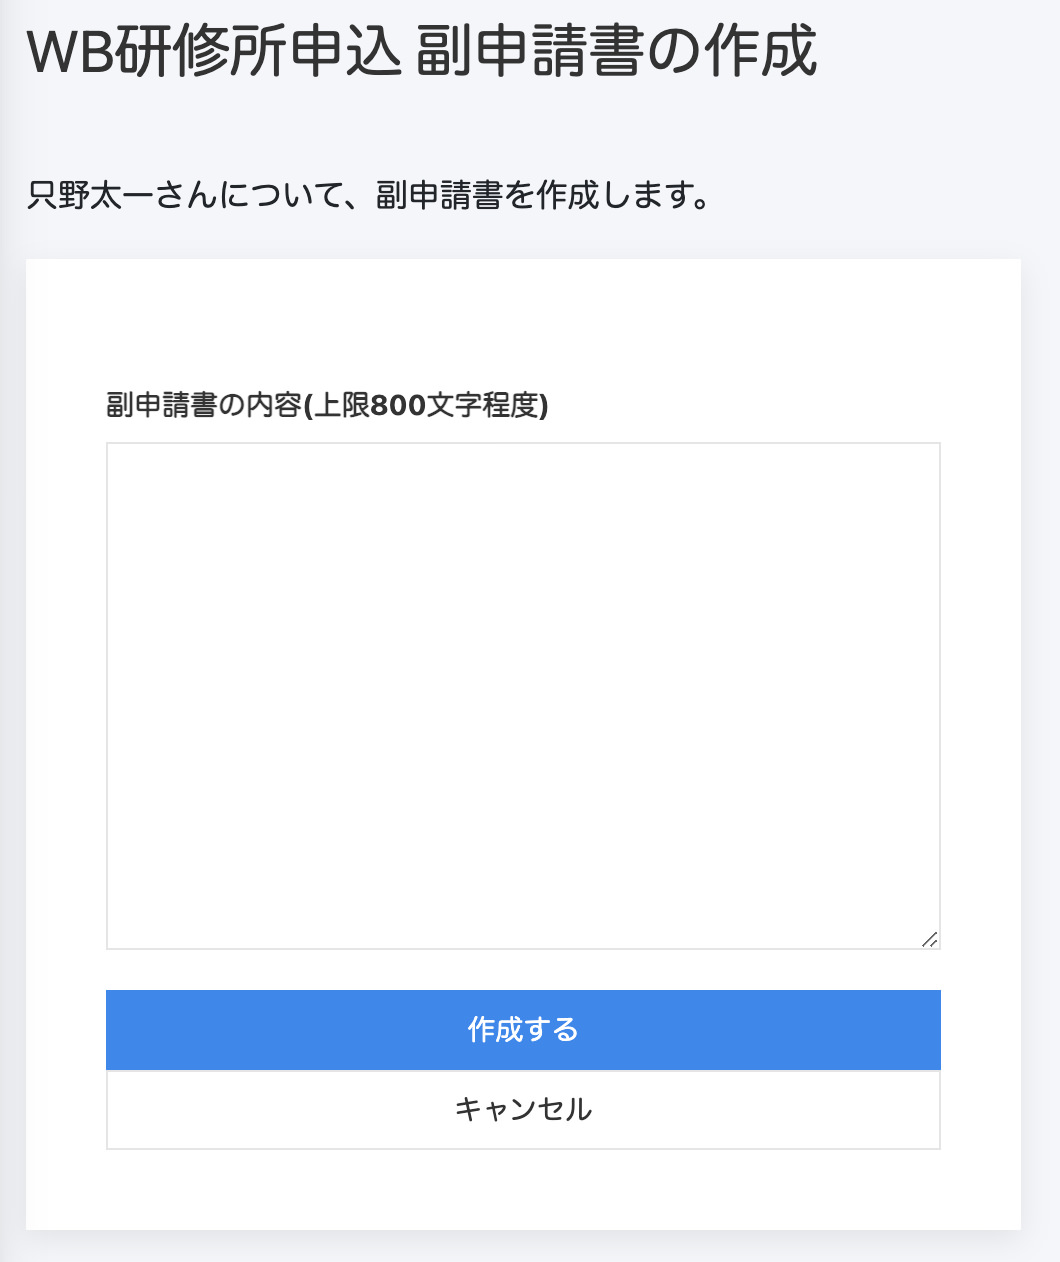 WB研修所申込 副申請書の作成
只野太一さんについて、副申請書を作成します。
副申請書の内容(上限800文字程度)
作成する
キャンセル